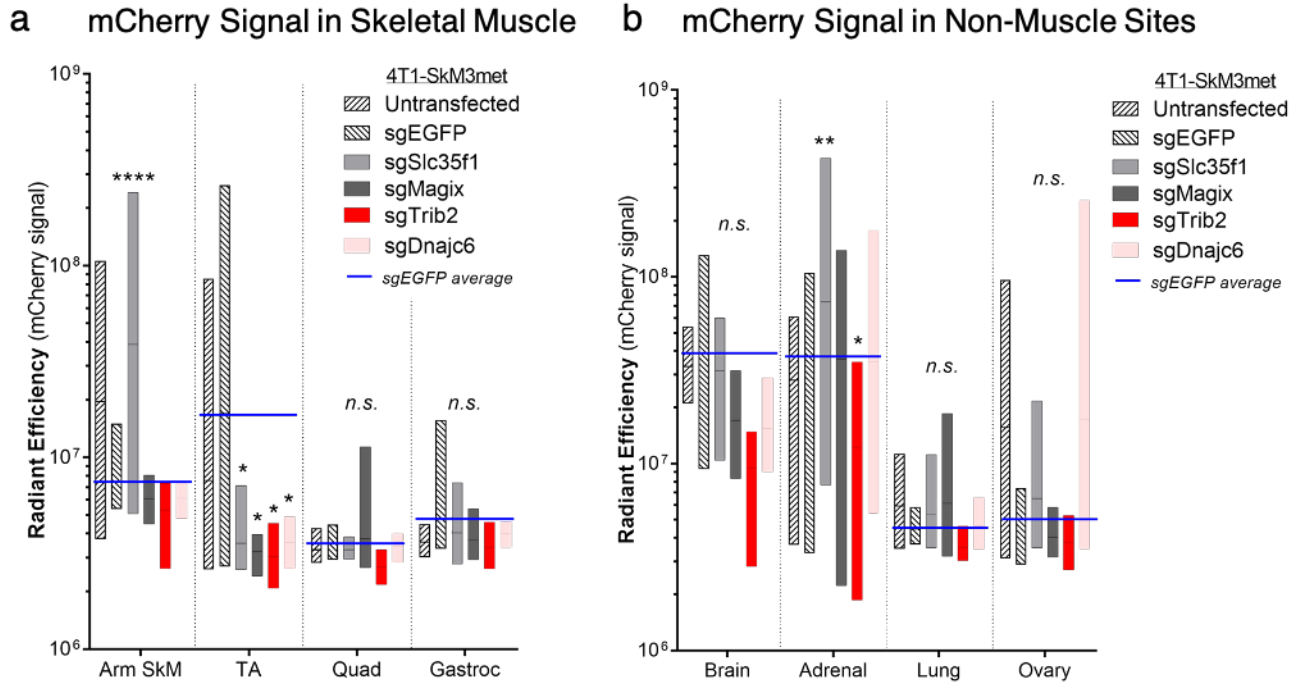 a mCherry Signal in Skeletal Muscle
Radiant Efficiency (mCherry signal)
10⁹
10⁸
10⁷
10⁶
4T1-SkM3met
Untransfected
sgEGFP
sgSlc35f1
sgMagix
sgTrib2
sgDnajc6
sgEGFP average
****
*
*
*
*
n.s.
n.s.
Arm SkM TA Quad Gastroc
b mCherry Signal in Non-Muscle Sites
Radiant Efficiency (mCherry signal)
10⁹
10⁸
10⁷
10⁶
4T1-SkM3met
Untransfected
sgEGFP
sgSlc35f1
sgMagix
sgTrib2
sgDnajc6
sgEGFP average
**
n.s.
n.s.
*
n.s.
Brain Adrenal Lung Ovary